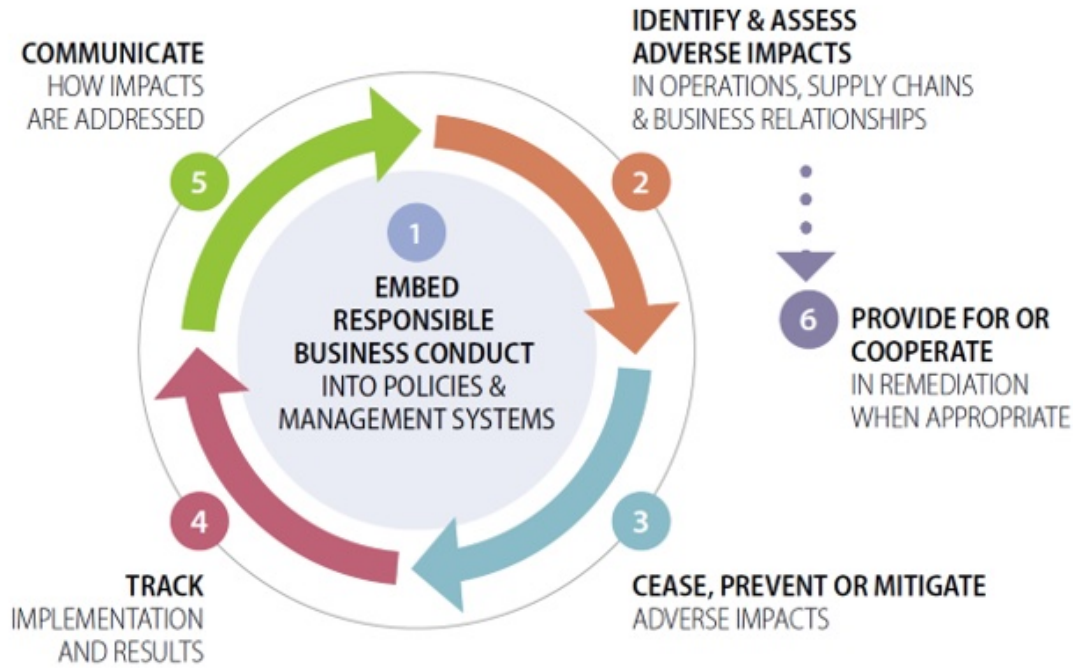 1
EMBED
RESPONSIBLE
BUSINESS CONDUCT
INTO POLICIES &
MANAGEMENT SYSTEMS
2
IDENTIFY & ASSESS
ADVERSE IMPACTS
IN OPERATIONS, SUPPLY CHAINS
& BUSINESS RELATIONSHIPS
3
CEASE, PREVENT OR MITIGATE
ADVERSE IMPACTS
4
TRACK
IMPLEMENTATION
AND RESULTS
5
COMMUNICATE
HOW IMPACTS
ARE ADDRESSED
6
PROVIDE FOR OR
COOPERATE
IN REMEDIATION
WHEN APPROPRIATE